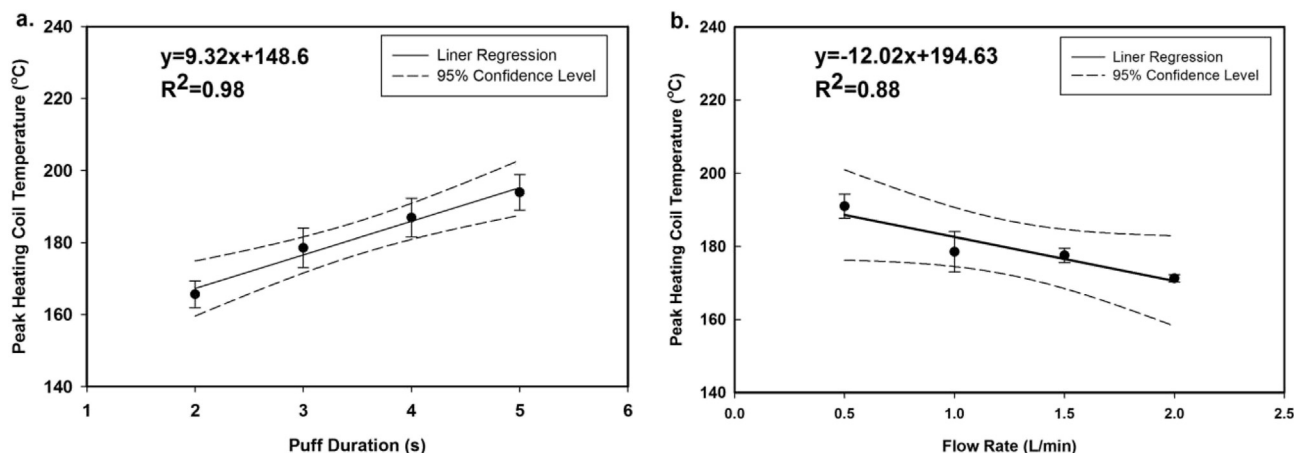 a.
y=9.32x+148.6
R²=0.98
Liner Regression
95% Confidence Level
Peak Heating Coil Temperature (°C)
240
220
200
180
160
140
1 2 3 4 5 6
Puff Duration (s)
b.
y=-12.02x+194.63
R²=0.88
Liner Regression
95% Confidence Level
Peak Heating Coil Temperature (°C)
240
220
200
180
160
140
0.0 0.5 1.0 1.5 2.0 2.5
Flow Rate (L/min)